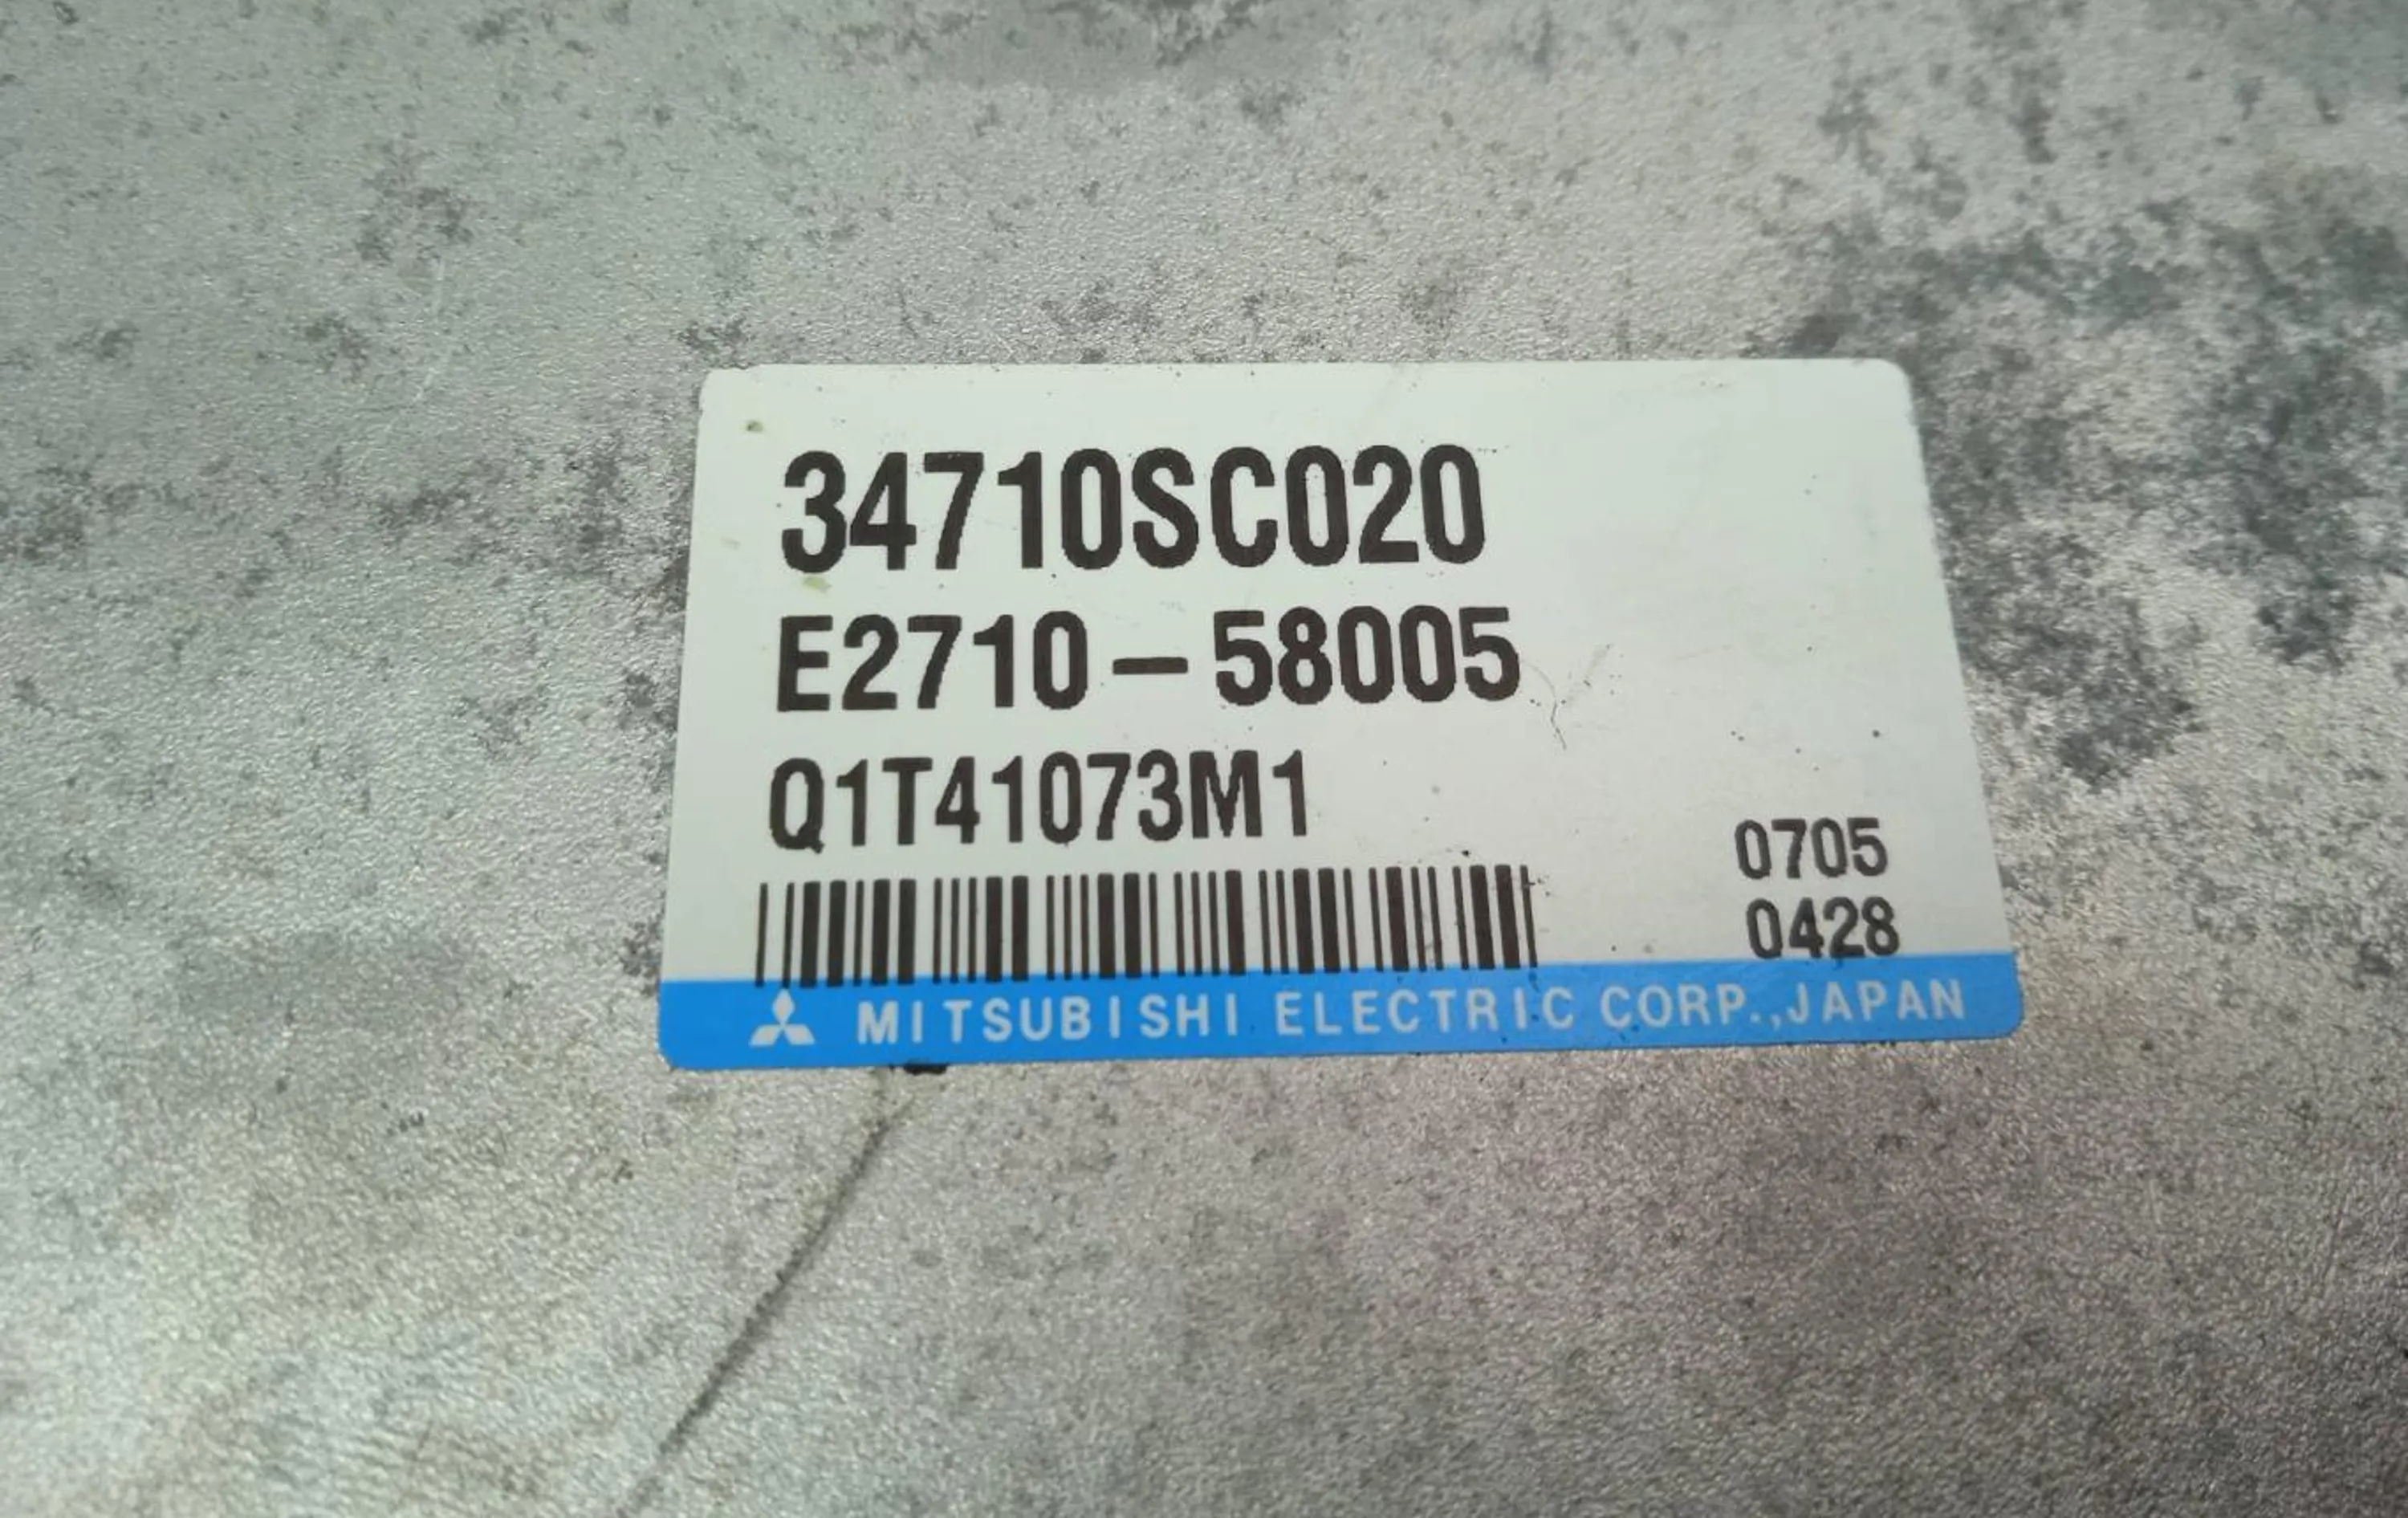 34710SC020
E2710-58005
Q1T41073M1
0705
0428
MITSUBISHI ELECTRIC CORP.,JAPAN